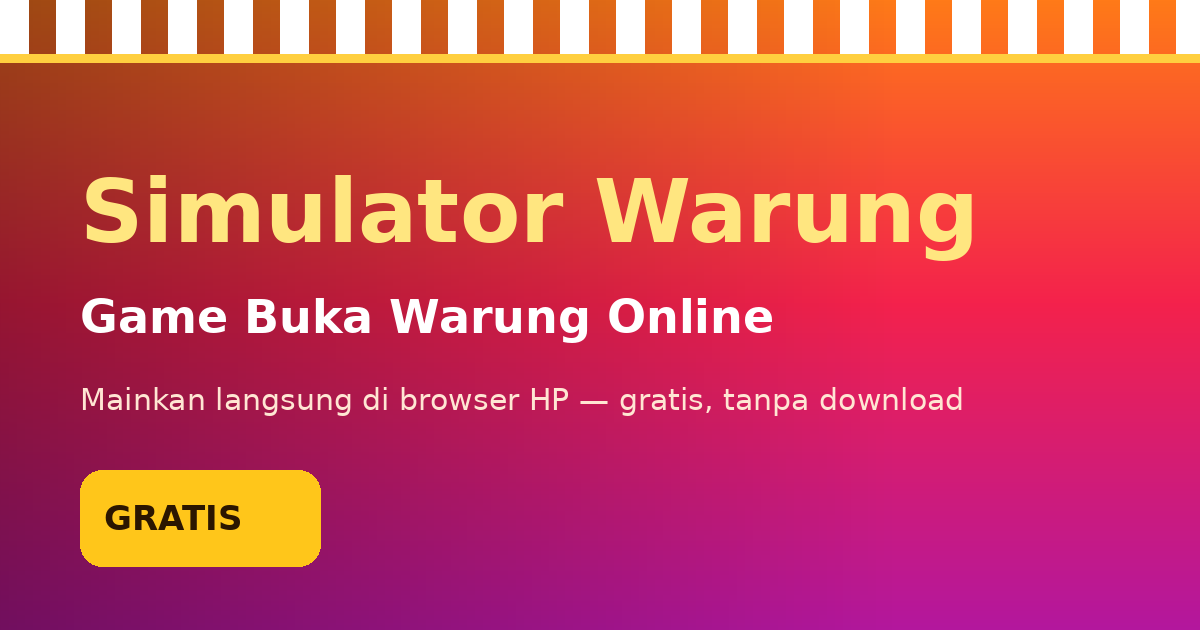 Simulator Warung
Game Buka Warung Online
Mainkan langsung di browser HP — gratis, tanpa download
GRATIS